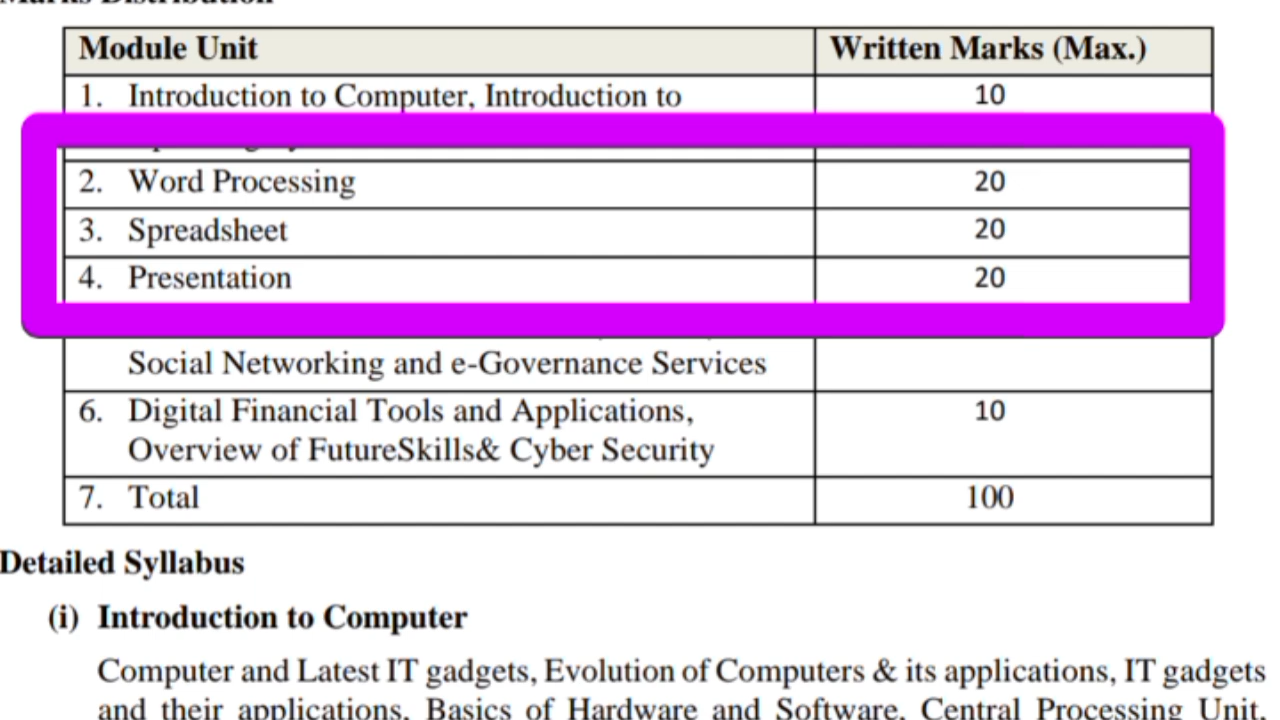 Marks Distribution
Module Unit Written Marks (Max.)
1. Introduction to Computer, Introduction to 10
2. Word Processing 20
3. Spreadsheet 20
4. Presentation 20
Social Networking and e-Governance Services
6. Digital Financial Tools and Applications, 10
Overview of FutureSkills& Cyber Security
7. Total 100
Detailed Syllabus
(i) Introduction to Computer
Computer and Latest IT gadgets, Evolution of Computers & its applications, IT gadgets
and their applications, Basics of Hardware and Software, Central Processing Unit,